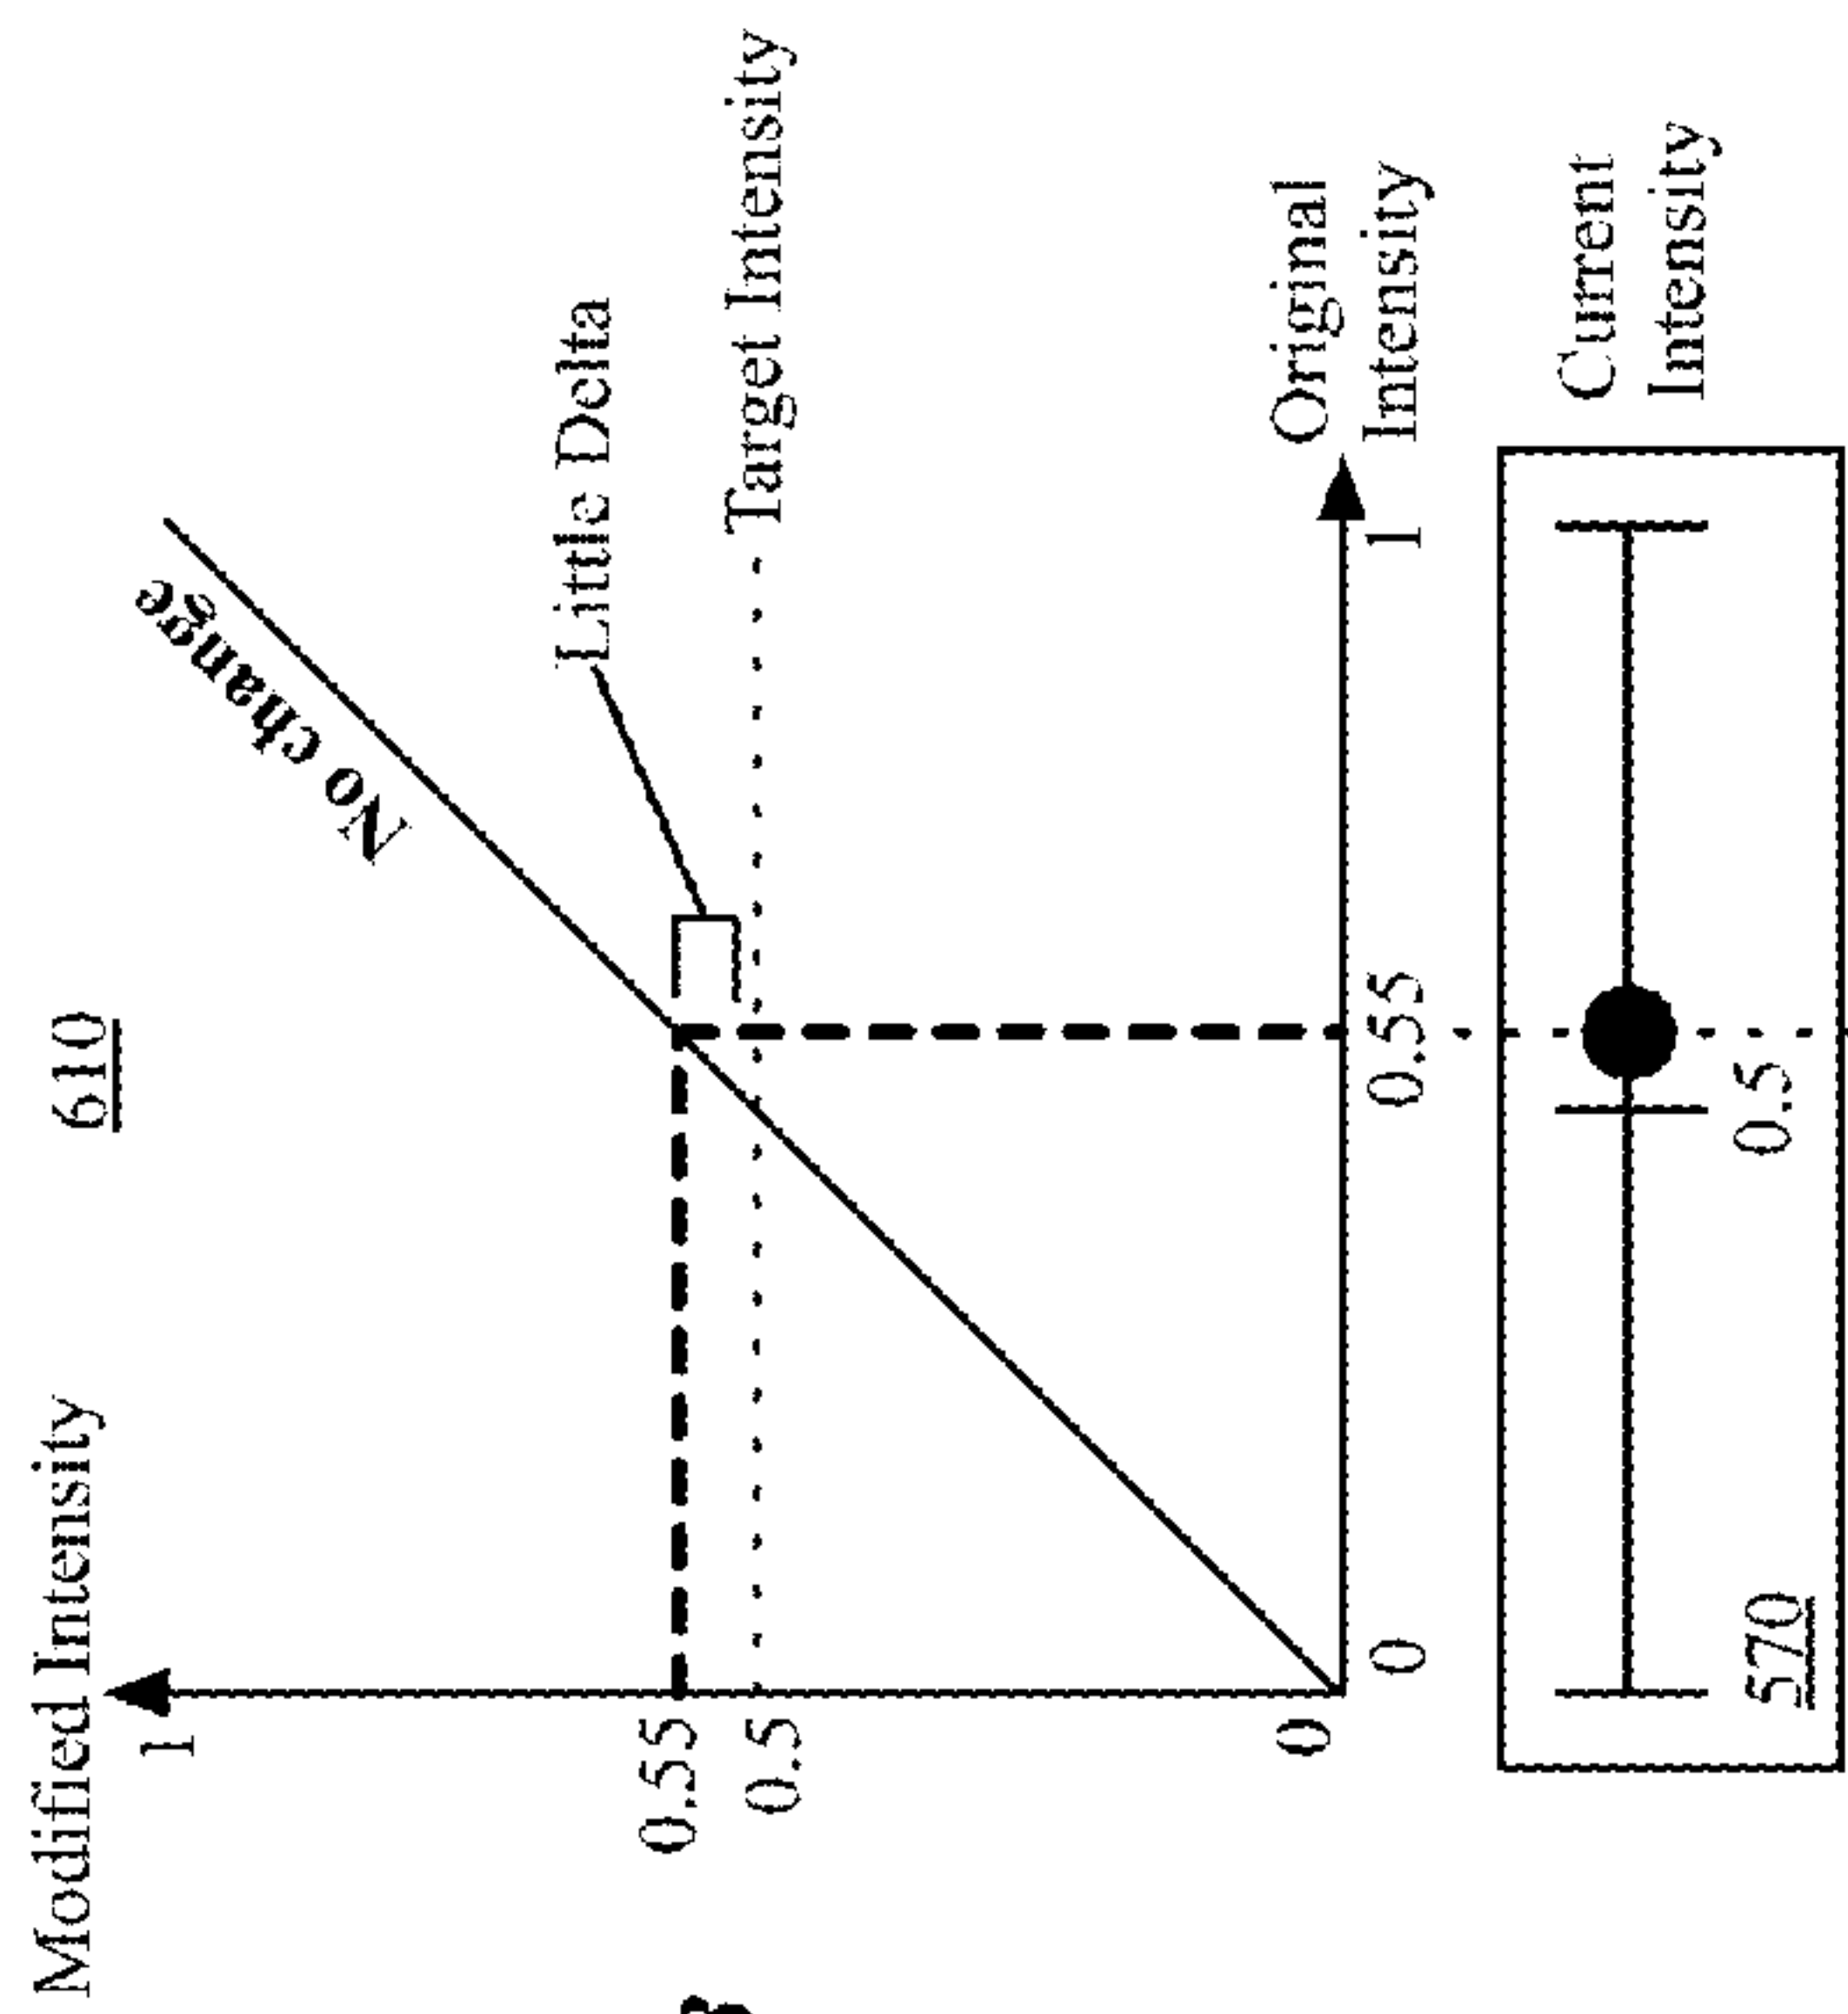 610
Modified Intensity
1
No change
Little Delta
0.55
0.5
Target Intensity
0
0
0.55
1
Original
Intensity
Current
Intensity
0.5
570